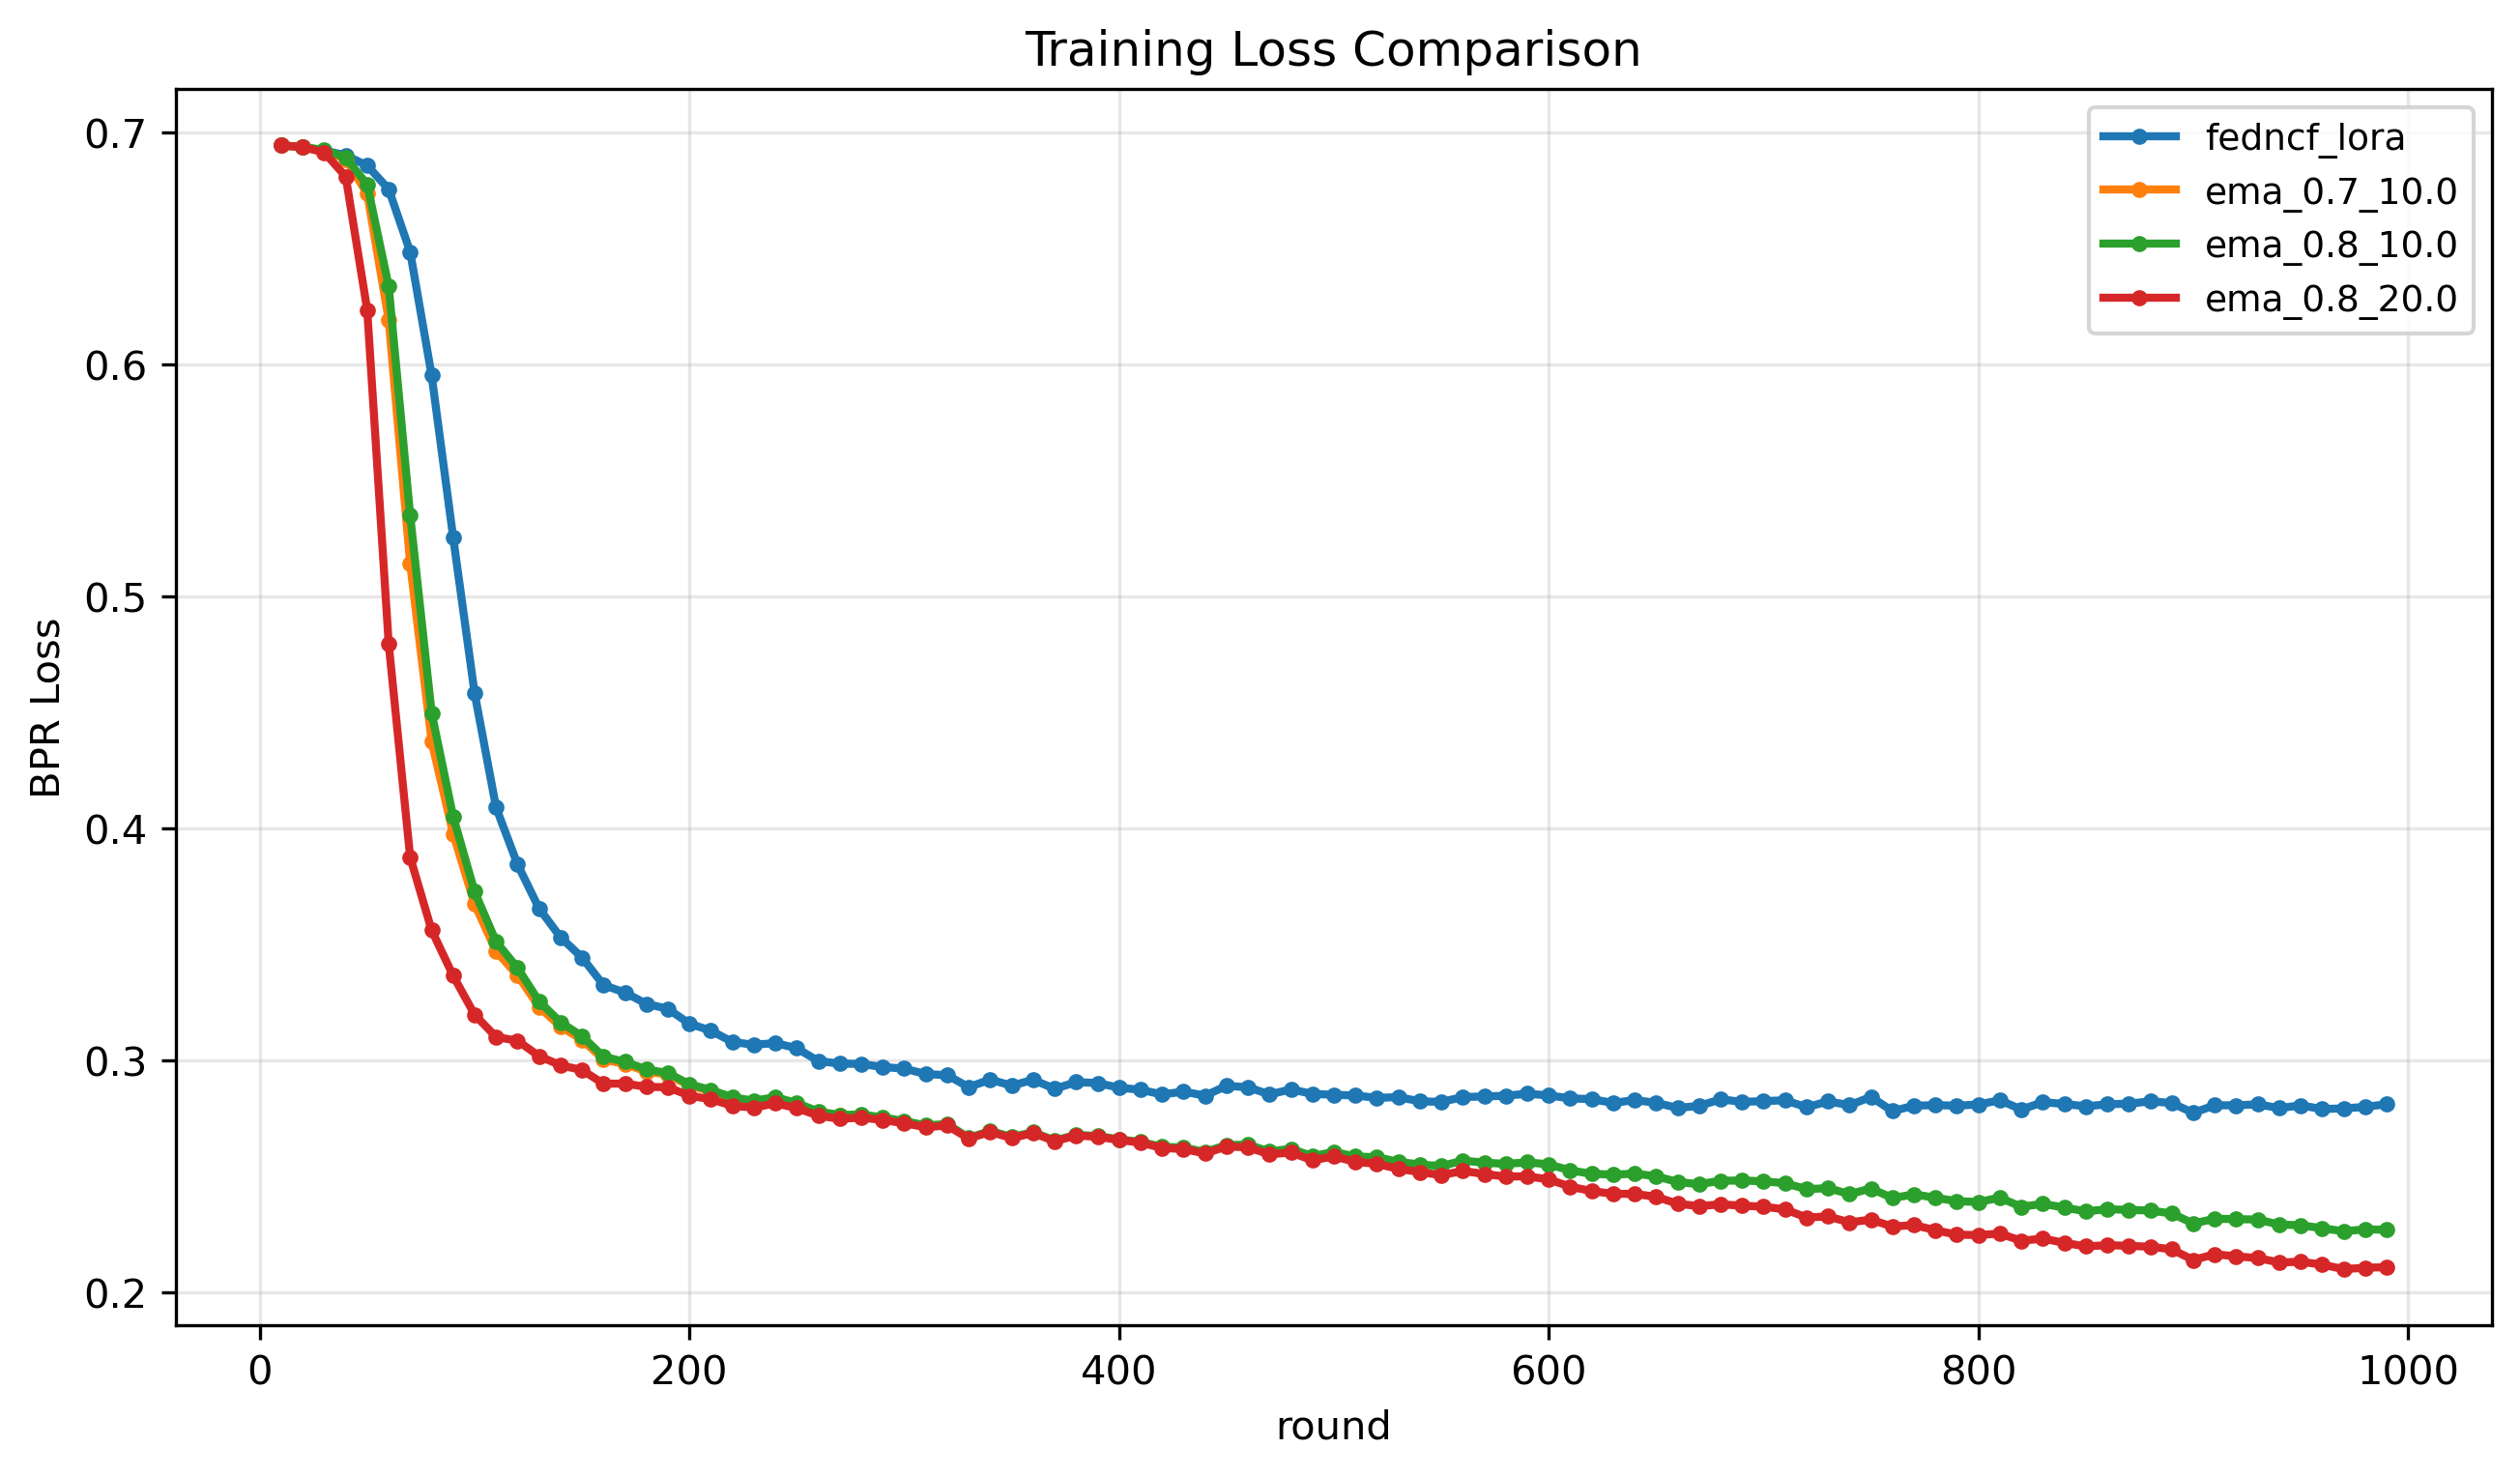 Training Loss Comparison
fedncf_lora
ema_0.7_10.0
ema_0.8_10.0
ema_0.8_20.0
BPR Loss
0.7
0.6
0.5
0.4
0.3
0.2
0 200 400 600 800 1000
round